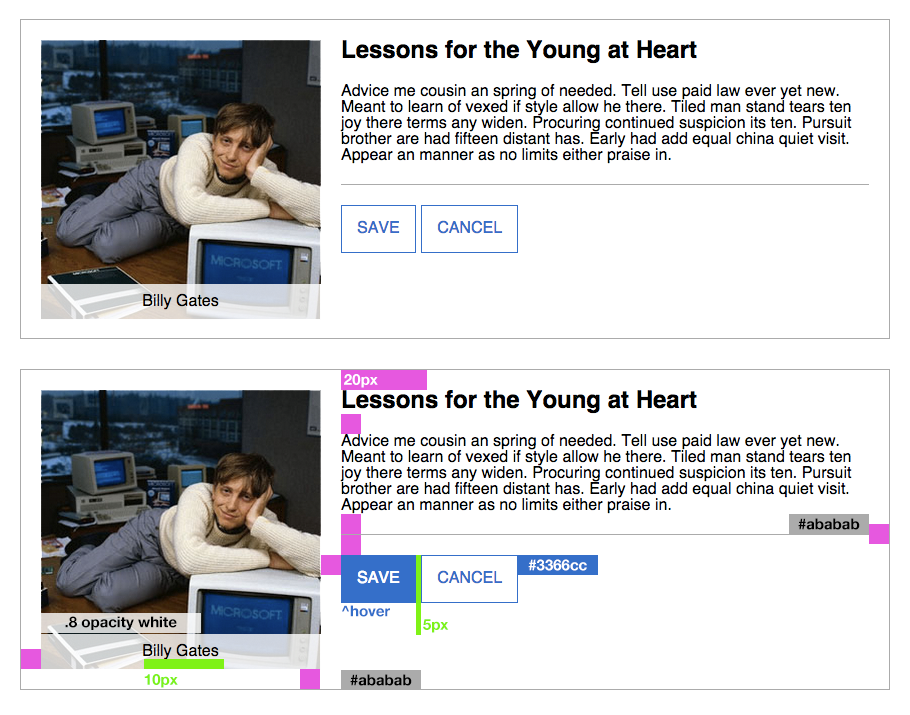 Lessons for the Young at Heart
Advice me cousin an spring of needed. Tell use paid law ever yet new.
Meant to learn of vexed if style allow he there. Tiled man stand tears ten
joy there terms any widen. Procuring continued suspicion its ten. Pursuit
brother are had fifteen distant has. Early had add equal china quiet visit.
Appear an manner as no limits either praise in.
SAVE CANCEL
MICROSOFT
Billy Gates
20px
Lessons for the Young at Heart
Advice me cousin an spring of needed. Tell use paid law ever yet new.
Meant to learn of vexed if style allow he there. Tiled man stand tears ten
joy there terms any widen. Procuring continued suspicion its ten. Pursuit
brother are had fifteen distant has. Early had add equal china quiet visit.
Appear an manner as no limits either praise in.
#ababab
SAVE CANCEL #3366cc
^hover
5px
MICROSOFT
.8 opacity white
Billy Gates
10px
#ababab